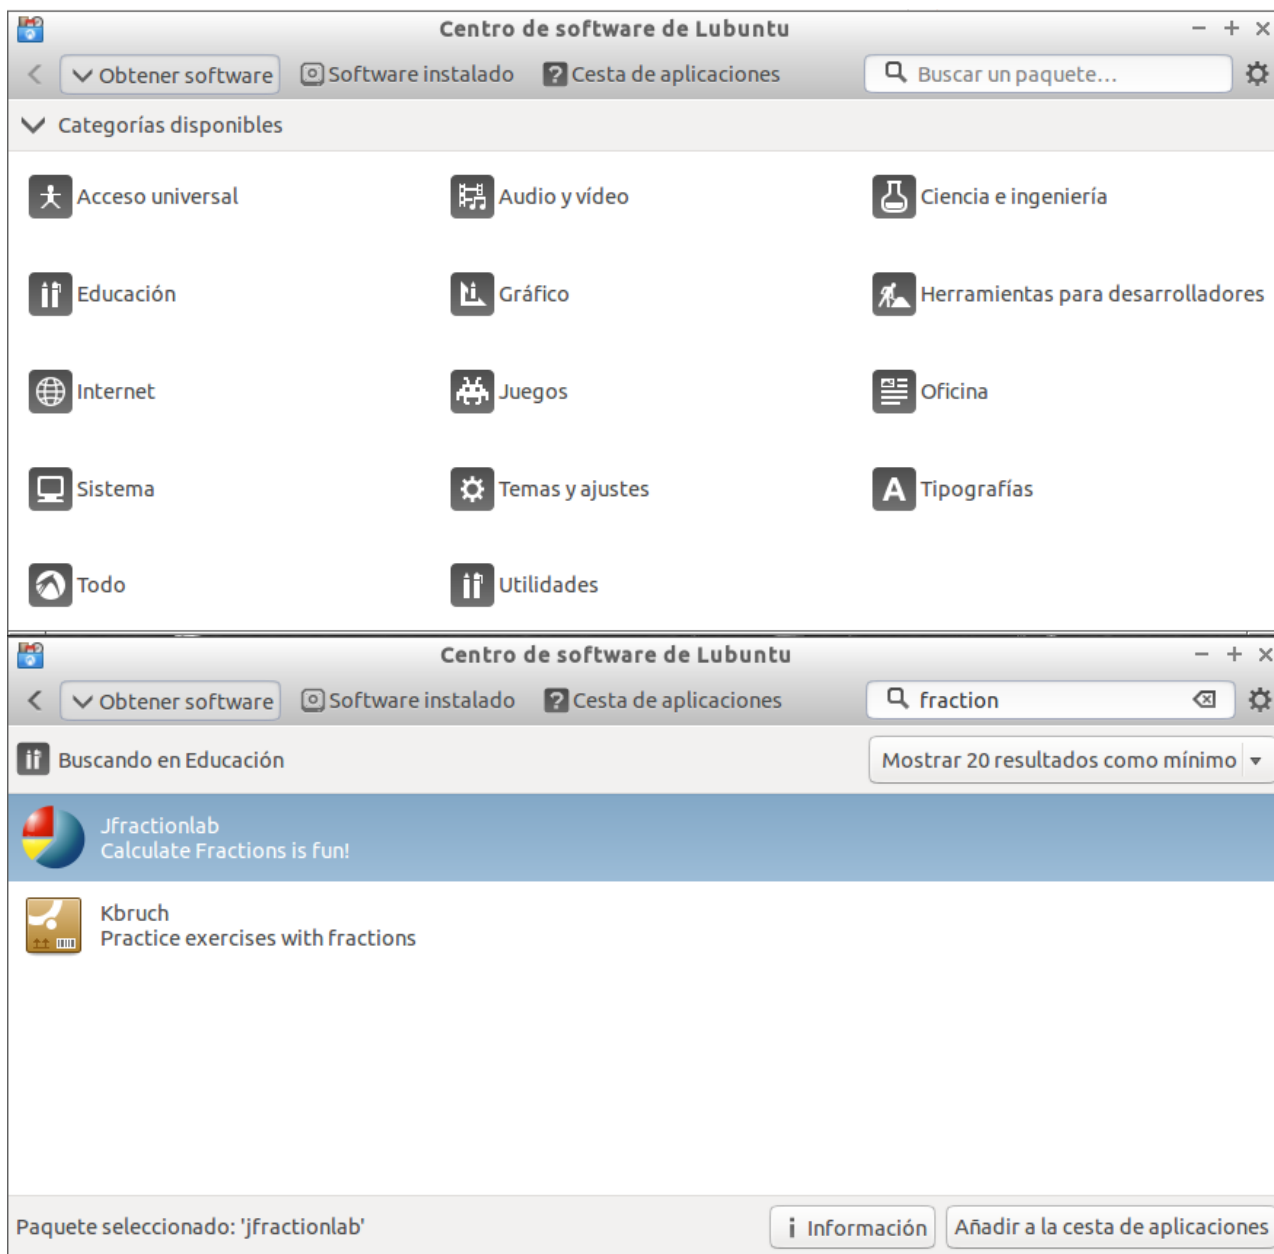 Centro de software de Lubuntu
Obtener software Software instalado Cesta de aplicaciones Buscar un paquete...
Categorías disponibles
Acceso universal Audio y vídeo Ciencia e ingeniería
Educación Gráfico Herramientas para desarrolladores
Internet Juegos Oficina
Sistema Temas y ajustes Tipografías
Todo Utilidades
Centro de software de Lubuntu
Obtener software Software instalado Cesta de aplicaciones fraction
Buscando en Educación Mostrar 20 resultados como mínimo
Jfractionlab
Calculate Fractions is fun!
Kbruch
Practice exercises with fractions
Paquete seleccionado: 'jfractionlab' Información Añadir a la cesta de aplicaciones